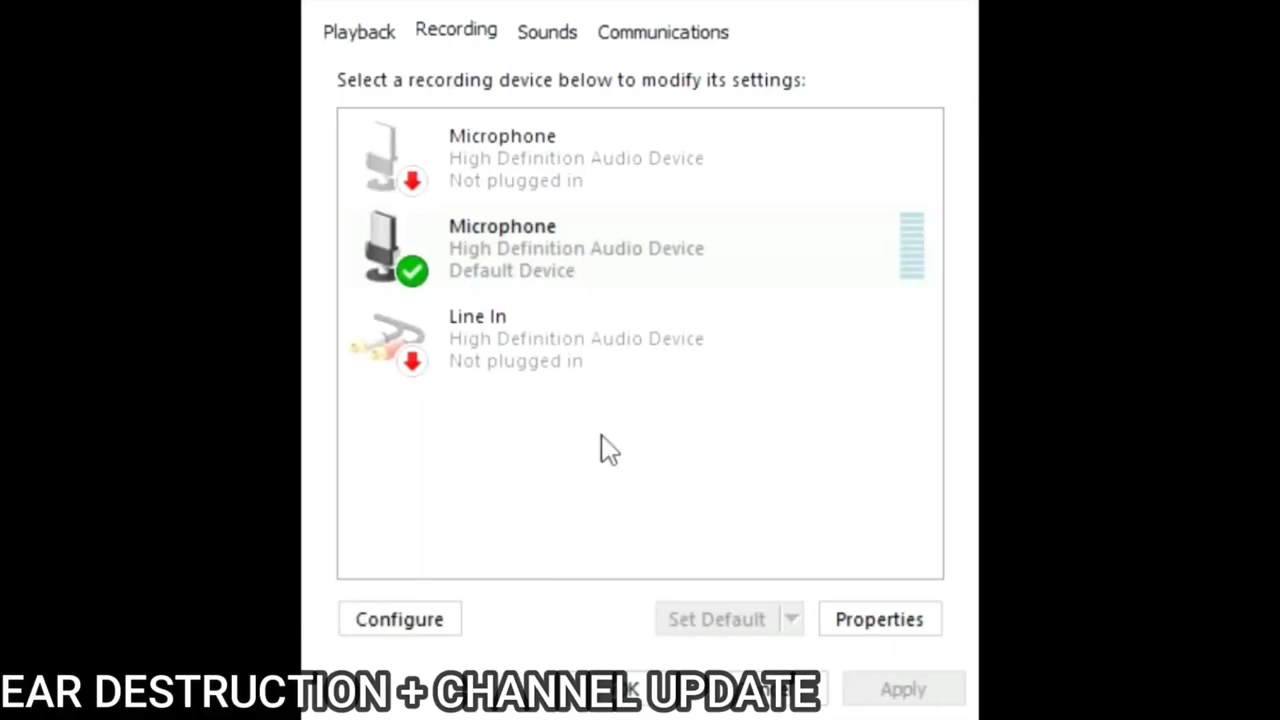 Playback Recording Sounds Communications
Select a recording device below to modify its settings:
Microphone
High Definition Audio Device
Not plugged in
Microphone
High Definition Audio Device
Default Device
Line In
High Definition Audio Device
Not plugged in
Configure Set Default Properties
Apply
EAR DESTRUCTION + CHANNEL UPDATE